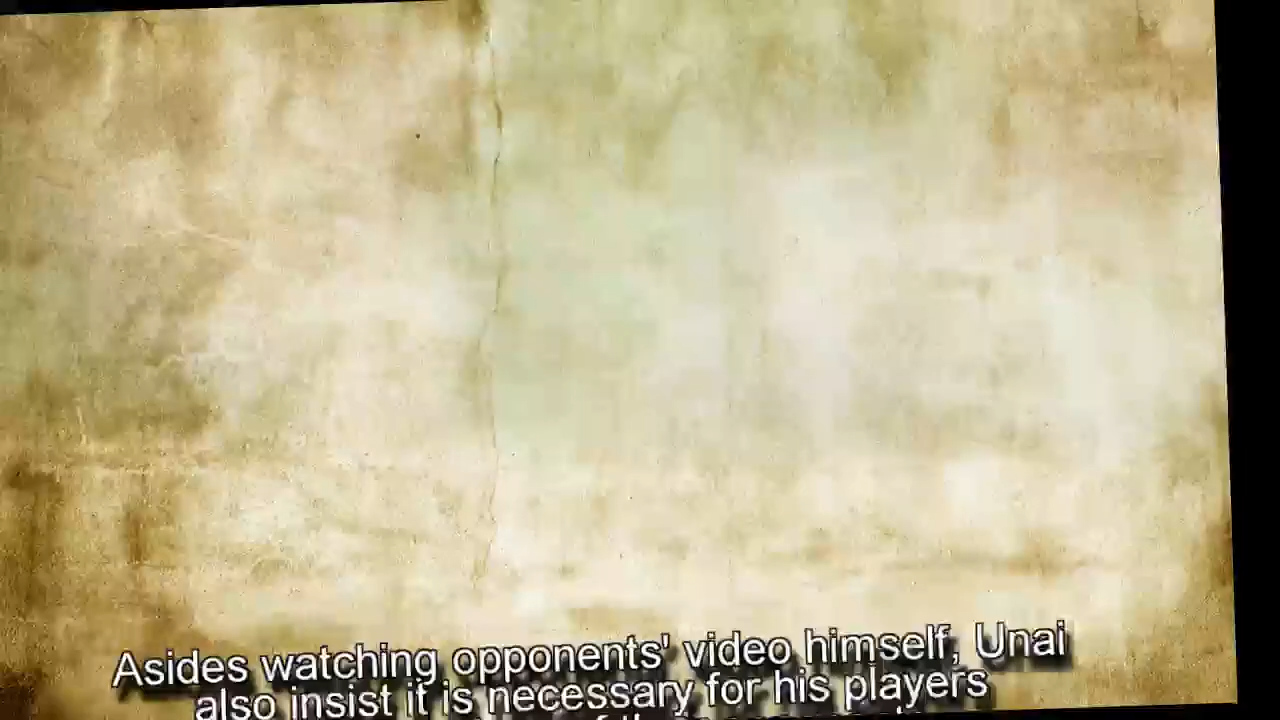 Asides watching opponents' video himself, Unai
also insist it is necessary for his players